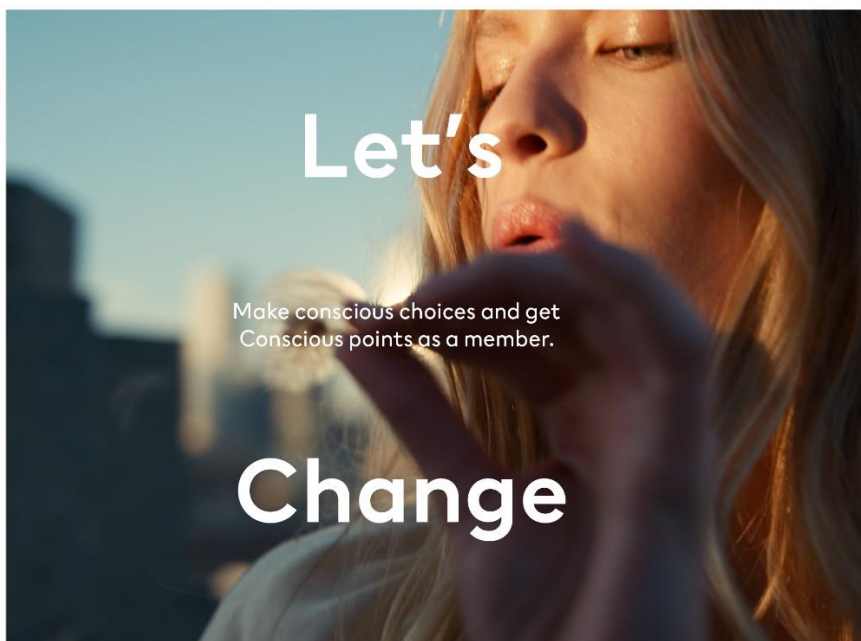 Let's
Make conscious choices and get
Conscious points as a member.
Change